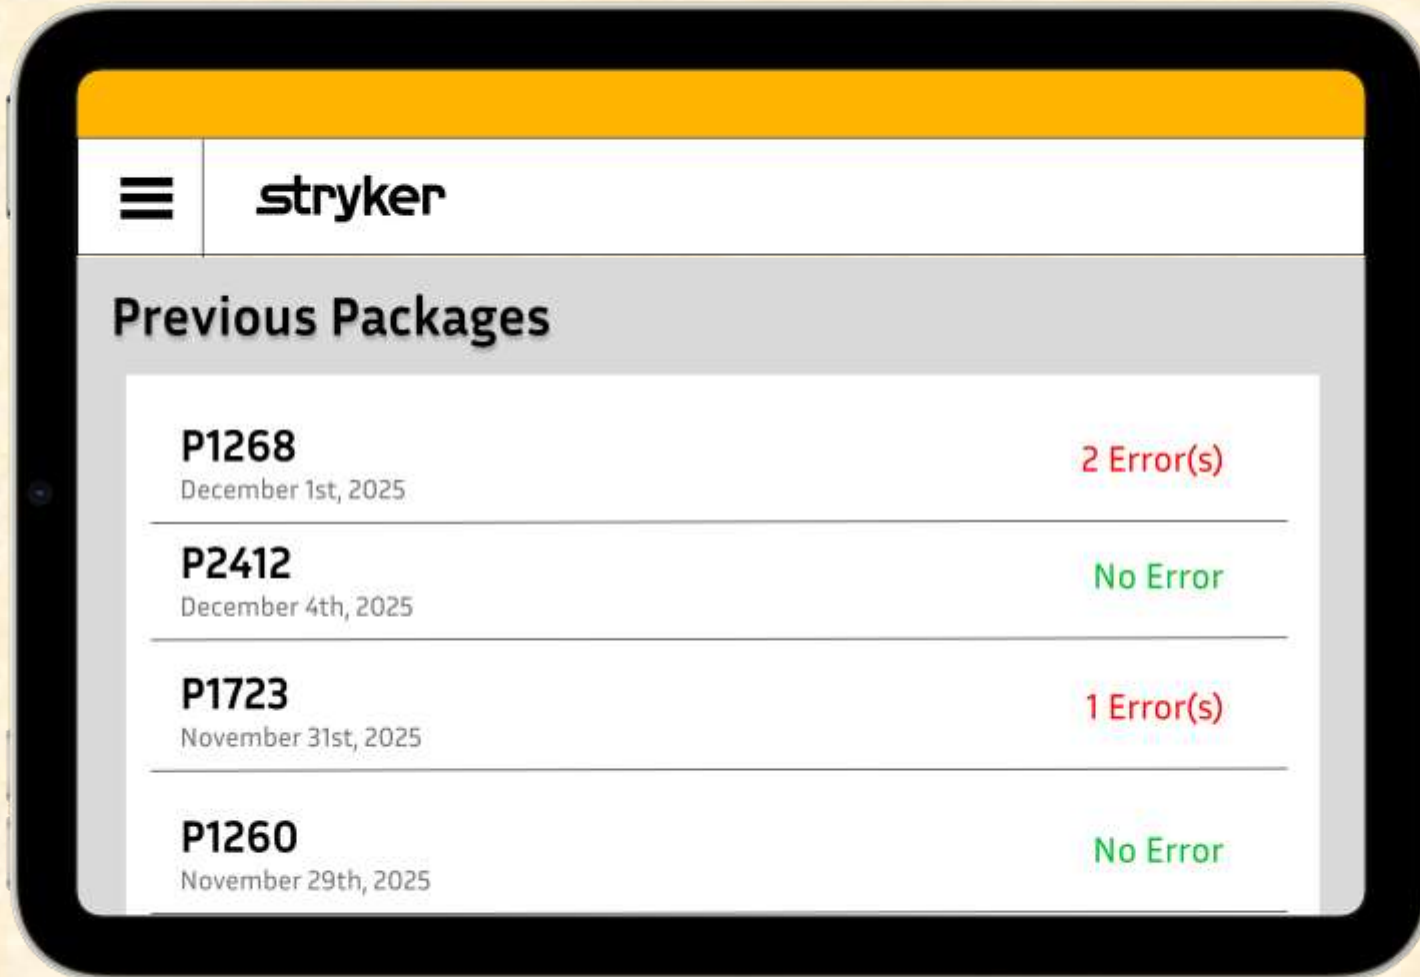 stryker
Previous Packages
P1268
2 Error(s)
December 1st, 2025
P2412
No Error
December 4th, 2025
P1723
1 Error(s)
November 31st, 2025
P1260
No Error
November 29th, 2025